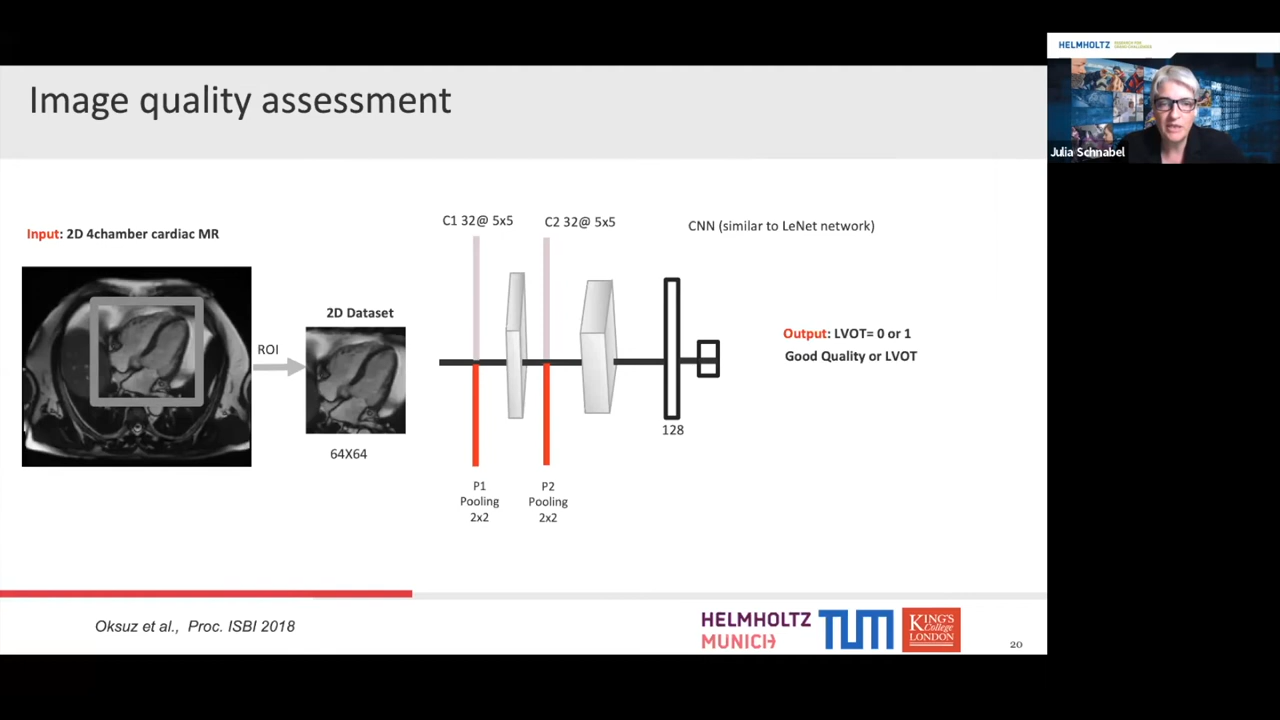 Image quality assessment
HELMHOLTZ
Julia Schnabel
Input: 2D 4chamber cardiac MR
C1 32@ 5x5
C2 32@ 5x5
CNN (similar to LeNet network)
ROI
2D Dataset
64X64
Output: LVOT= 0 or 1
Good Quality or LVOT
128
P1
Pooling
2x2
P2
Pooling
2x2
Oksuz et al., Proc. ISBI 2018
HELMHOLTZ
MUNICH
TUM
KING'S
College
LONDON
20